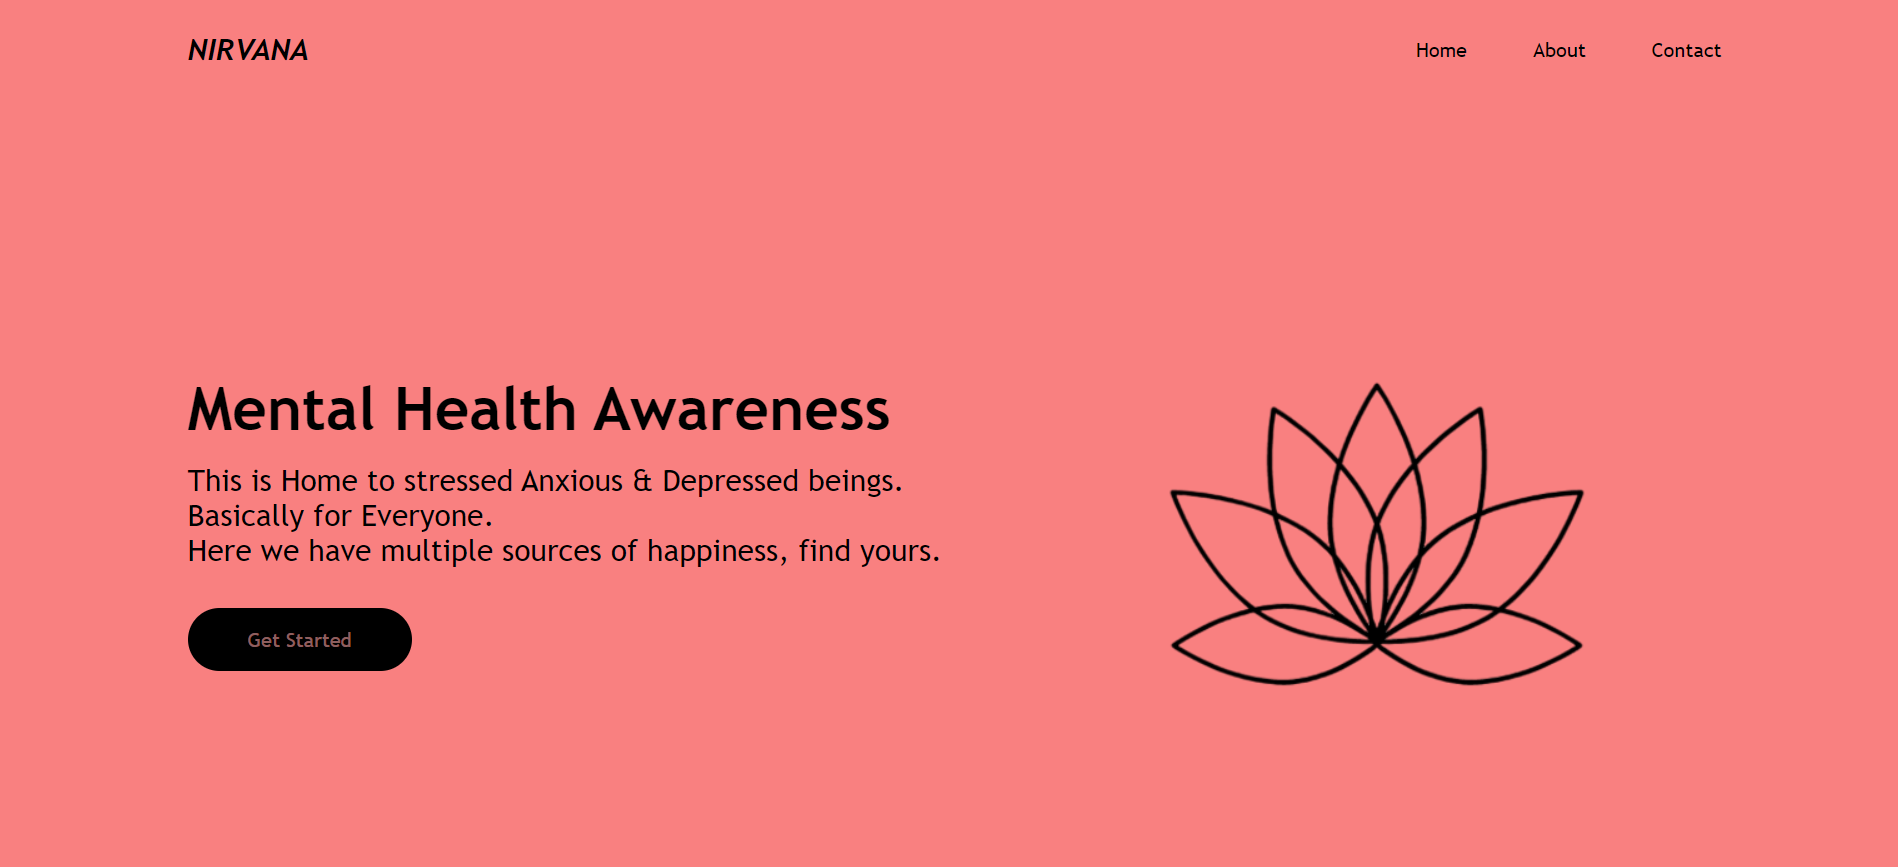 NIRVANA
Home About Contact
Mental Health Awareness
This is Home to stressed Anxious & Depressed beings.
Basically for Everyone.
Here we have multiple sources of happiness, find yours.
Get Started